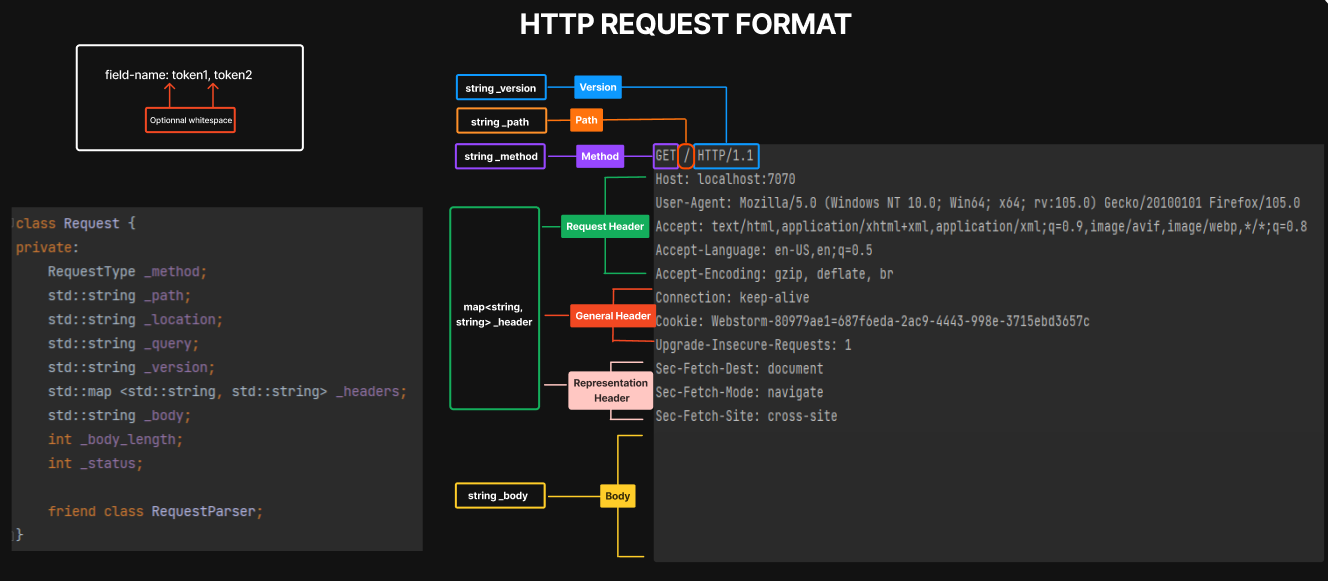 HTTP REQUEST FORMAT
field-name: token1, token2
Optionnal whitespace
class Request {
private:
RequestType _method;
std::string _path;
std::string _location;
std::string _query;
std::string _version;
std::map <std::string, std::string> _headers;
std::string _body;
int _body_length;
int _status;
friend class RequestParser;
}
string _version
Version
string _path
Path
string _method
Method
map<string,
string> _header
Request Header
General Header
Representation
Header
string _body
Body
GET / HTTP/1.1
Host: localhost:7070
User-Agent: Mozilla/5.0 (Windows NT 10.0; Win64; x64; rv:105.0) Gecko/20100101 Firefox/105.0
Accept: text/html,application/xhtml+xml,application/xml;q=0.9,image/avif,image/webp,*/*;q=0.8
Accept-Language: en-US,en;q=0.5
Accept-Encoding: gzip, deflate, br
Connection: keep-alive
Cookie: Webstorm-80979ae1=687f6eda-2ac9-4443-998e-3715ebd3657c
Upgrade-Insecure-Requests: 1
Sec-Fetch-Dest: document
Sec-Fetch-Mode: navigate
Sec-Fetch-Site: cross-site